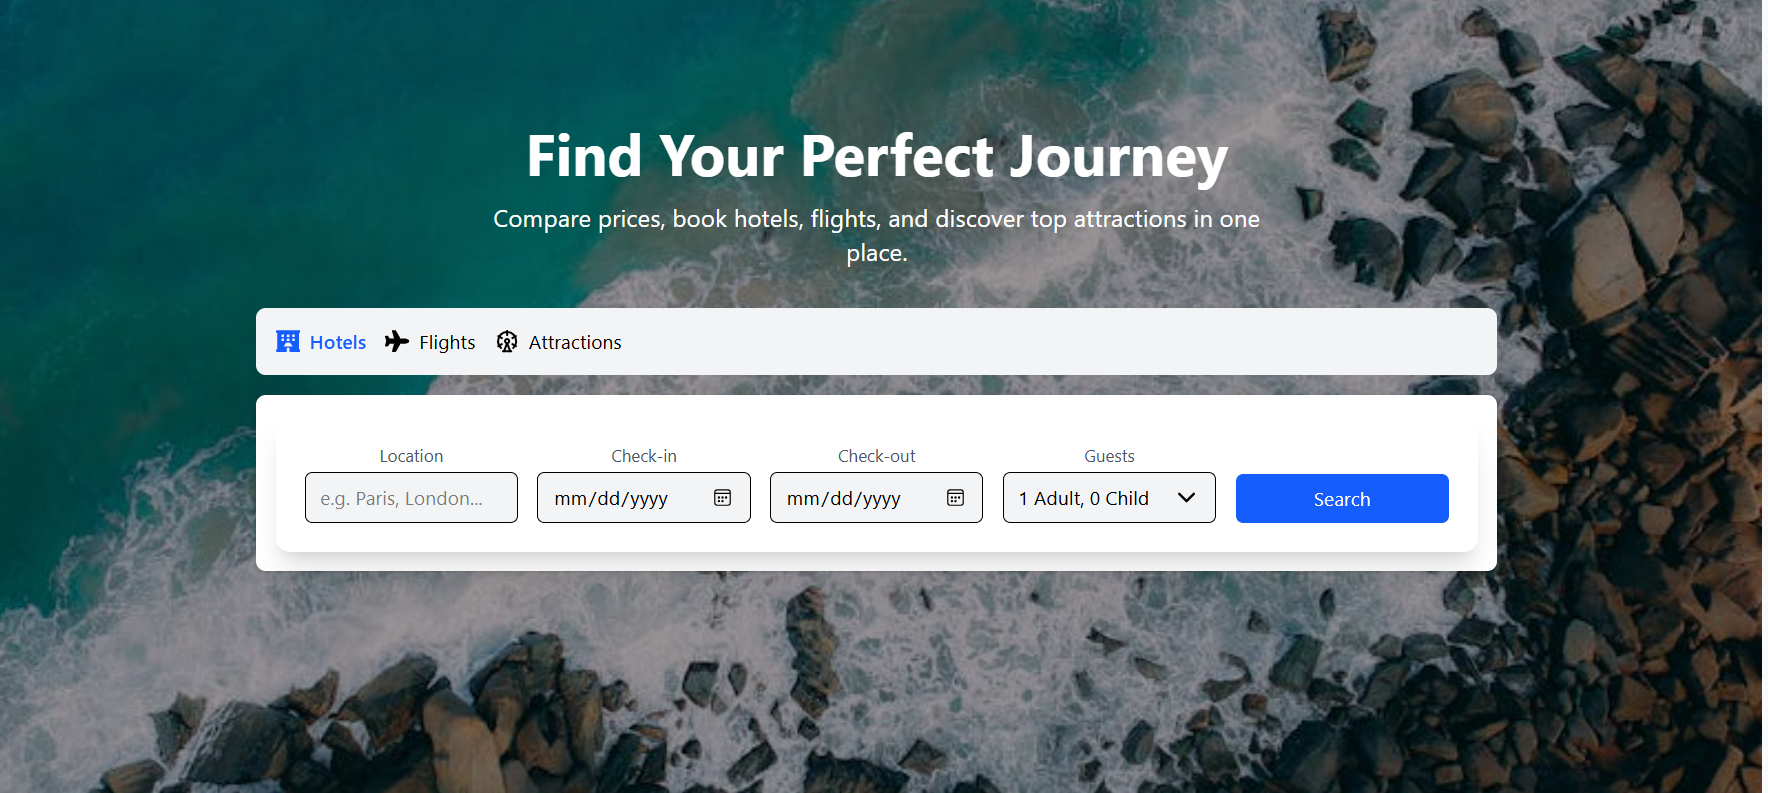 Find Your Perfect Journey
Compare prices, book hotels, flights, and discover top attractions in one
place.
Hotels Flights Attractions
Location Check-in Check-out Guests
e.g. Paris, London... mm/dd/yyyy mm/dd/yyyy 1 Adult, 0 Child Search